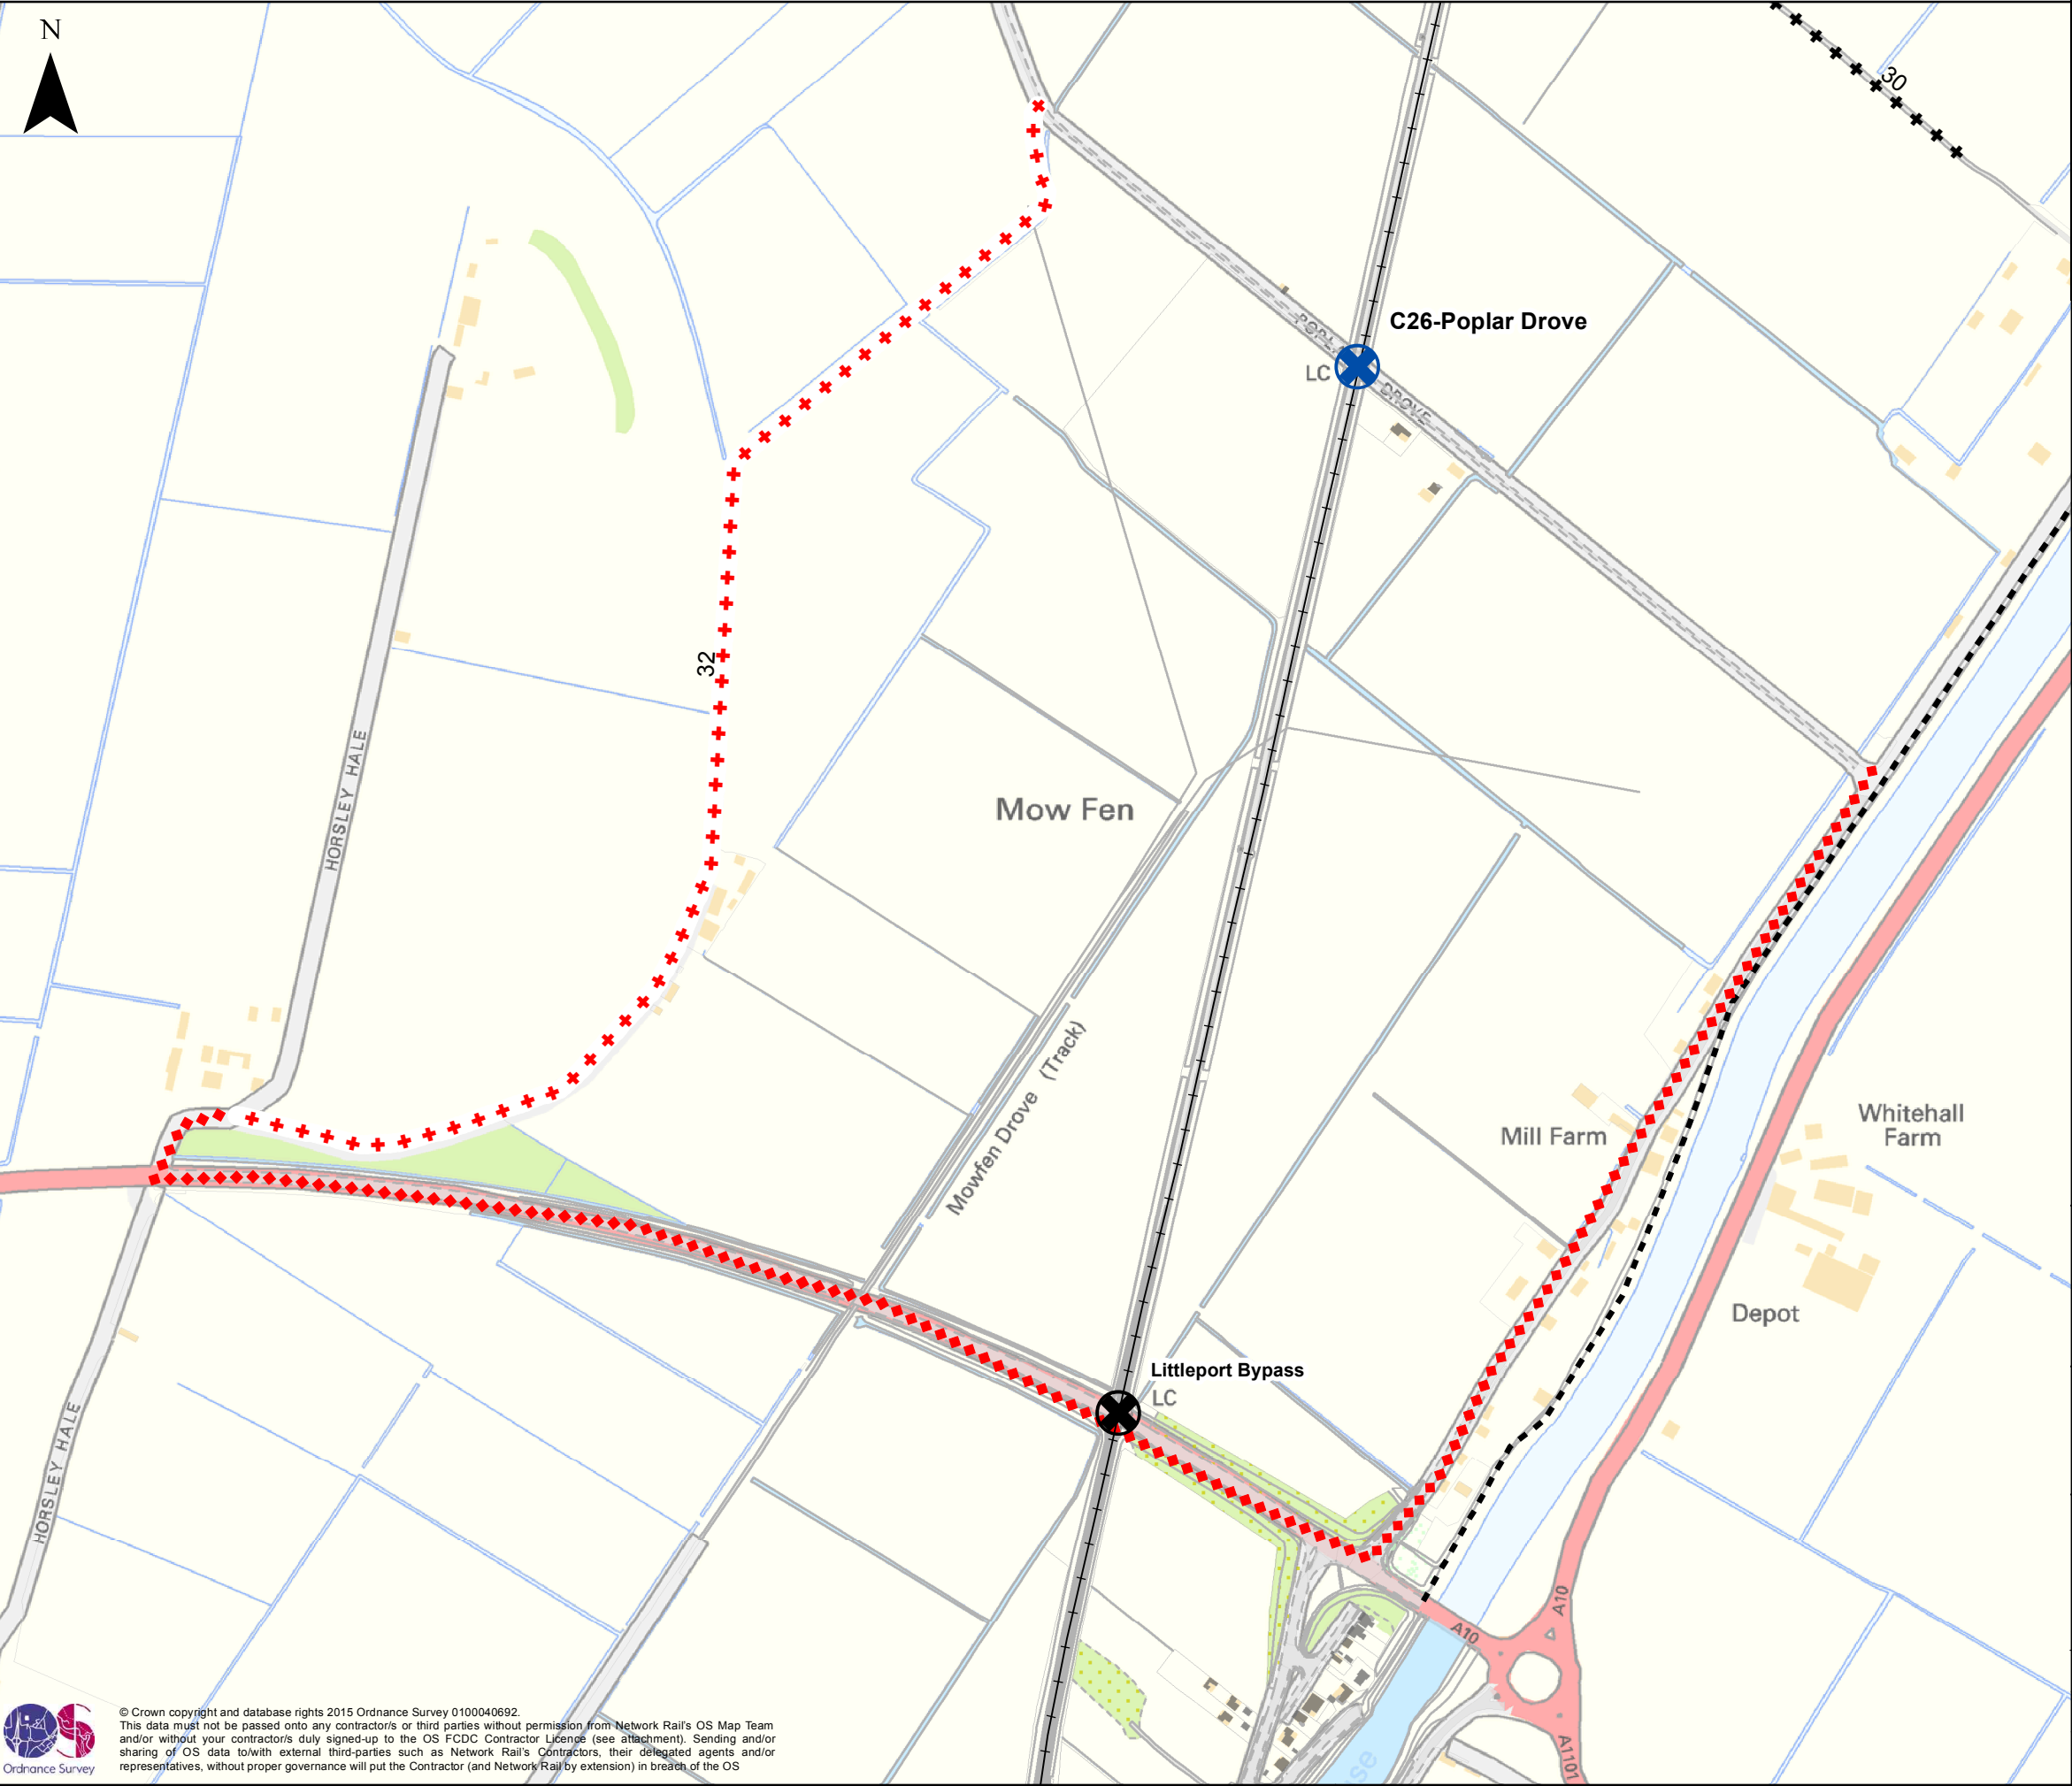 N
30
C26-Poplar Drove
LC
DROVE
32
HORSLEY HALE
Mow Fen
Mowfen Drove (Track)
Mill Farm
Whitehall
Farm
Depot
Littleport Bypass
LC
HORSLEY HALE
A10
A10
A1101
Ordnance Survey
© Crown copyright and database rights 2015 Ordnance Survey 0100040692.
This data must not be passed onto any contractor/s or third parties without permission from Network Rail's OS Map Team
and/or without your contractor/s duly signed-up to the OS FCDC Contractor Licence (see attachment). Sending and/or
sharing of OS data to/with external third-parties such as Network Rail's Contractors, their delegated agents and/or
representatives, without proper governance will put the Contractor (and Network Rail by extension) in breach of the OS